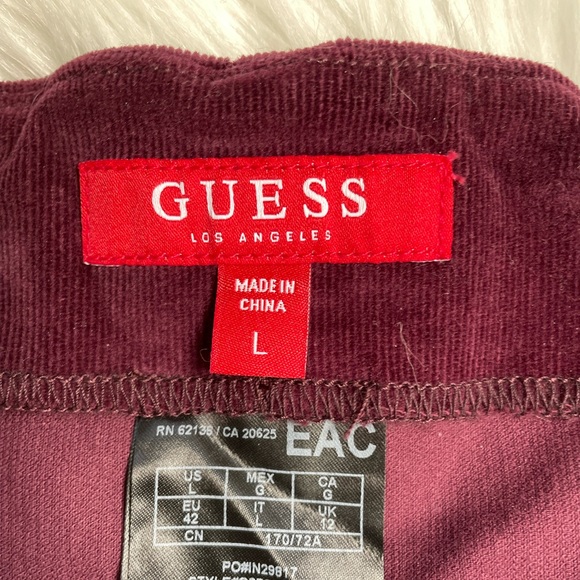 GUESS
LOS ANGELES
MADE IN
CHINA
L
RN 62136 / CA 20625 EAC
US MEX CA
L G G
EU IT UK
42 L 12
CN 170/72A
PO#IN29817